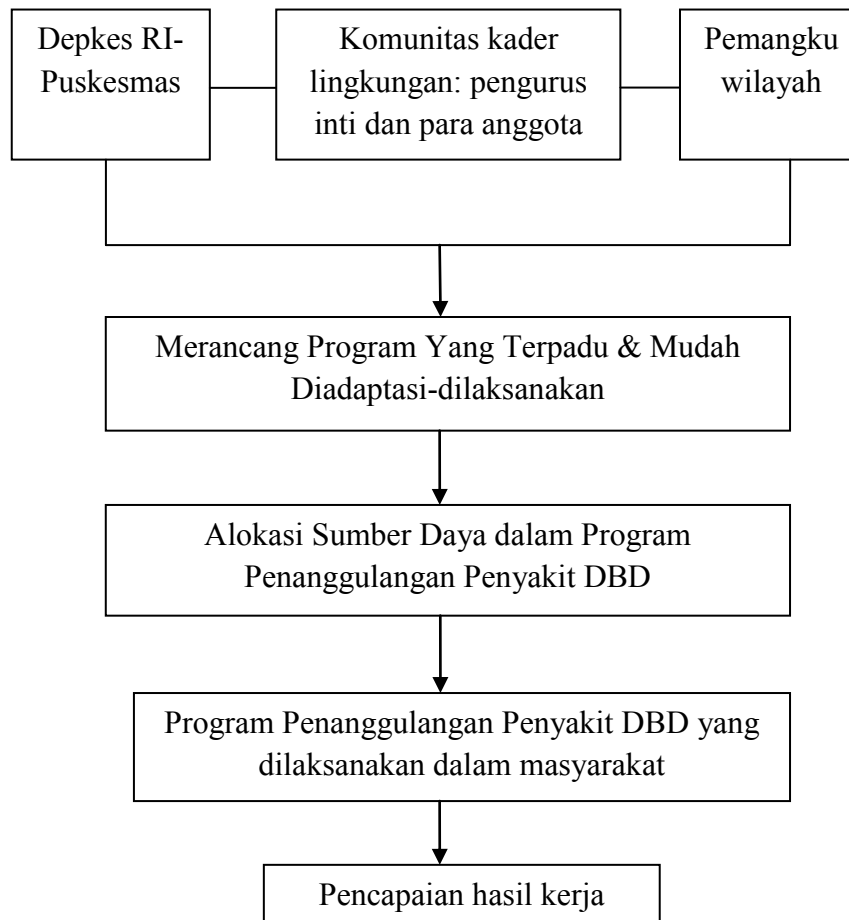 Depkes RI-
Puskesmas
Komunitas kader
lingkungan: pengurus
inti dan para anggota
Pemangku
wilayah
Merancang Program Yang Terpadu & Mudah
Diadaptasi-dilaksanakan
Alokasi Sumber Daya dalam Program
Penanggulangan Penyakit DBD
Program Penanggulangan Penyakit DBD yang
dilaksanakan dalam masyarakat
Pencapaian hasil kerja